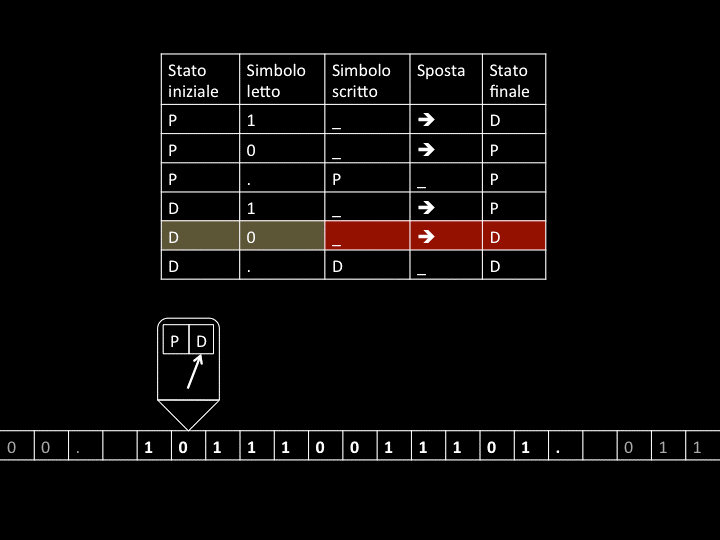 Stato iniziale Simbolo letto Simbolo scritto Sposta Stato finale
P 1 _ ➔ D
P 0 _ ➔ P
P . P _ P
D 1 _ ➔ P
D 0 _ ➔ D
D . D _ D
P D
0 0 . 1 0 1 1 1 0 0 1 1 1 0 1 . 0 1 1